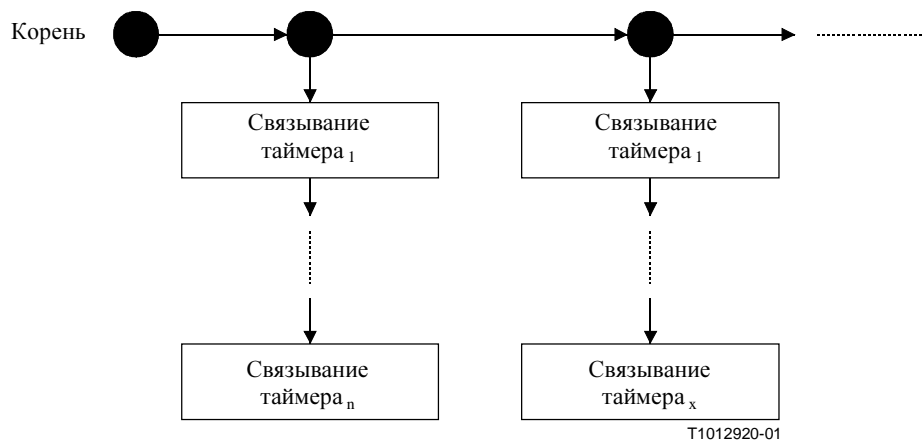 Корень
Связывание
таймера 1
Связывание
таймера 1
Связывание
таймера n
Связывание
таймера x
T1012920-01